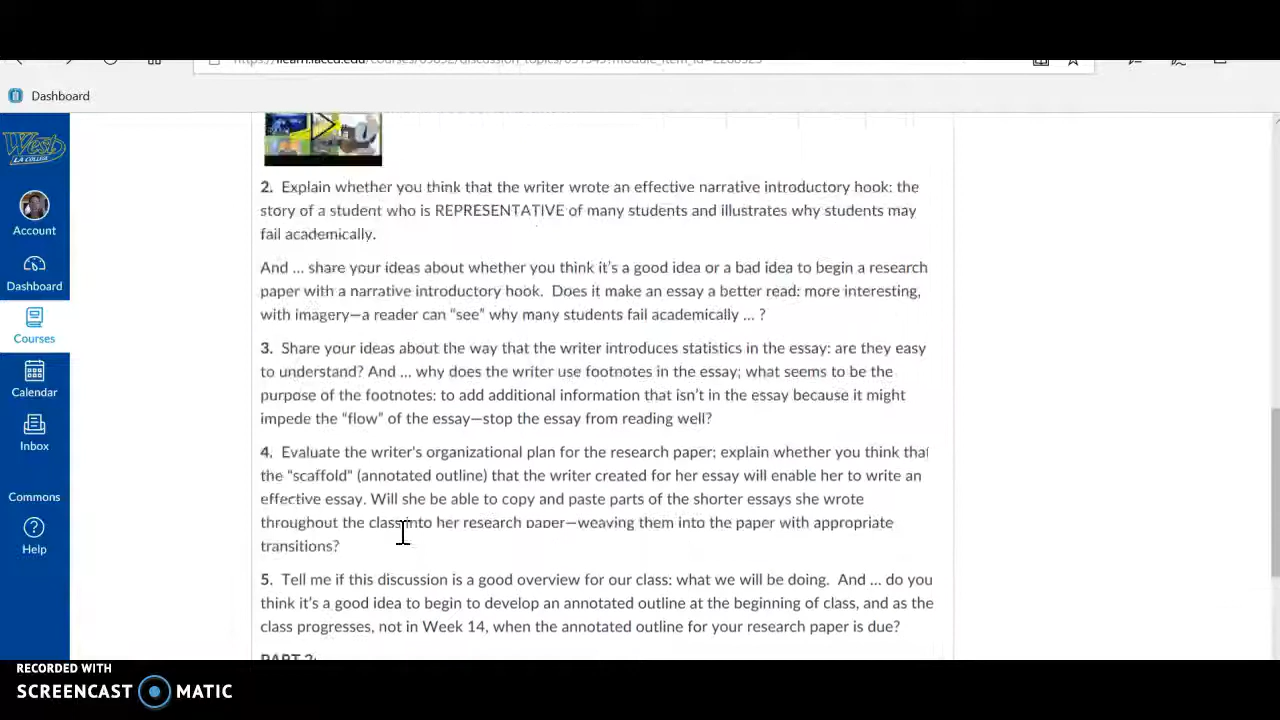 Dashboard
West
L.A. COLLEGE
Account
Dashboard
Courses
Calendar
Inbox
Commons
Help
2. Explain whether you think that the writer wrote an effective narrative introductory hook: the
story of a student who is REPRESENTATIVE of many students and illustrates why students may
fail academically.
And ... share your ideas about whether you think it's a good idea or a bad idea to begin a research
paper with a narrative introductory hook. Does it make an essay a better read: more interesting,
with imagery—a reader can "see" why many students fail academically ... ?
3. Share your ideas about the way that the writer introduces statistics in the essay: are they easy
to understand? And ... why does the writer use footnotes in the essay; what seems to be the
purpose of the footnotes: to add additional information that isn't in the essay because it might
impede the "flow" of the essay—stop the essay from reading well?
4. Evaluate the writer's organizational plan for the research paper; explain whether you think that
the "scaffold" (annotated outline) that the writer created for her essay will enable her to write an
effective essay. Will she be able to copy and paste parts of the shorter essays she wrote
throughout the class into her research paper—weaving them into the paper with appropriate
transitions?
5. Tell me if this discussion is a good overview for our class: what we will be doing. And ... do you
think it's a good idea to begin to develop an annotated outline at the beginning of class, and as the
class progresses, not in Week 14, when the annotated outline for your research paper is due?
PART 2:
RECORDED WITH
SCREENCAST MATIC